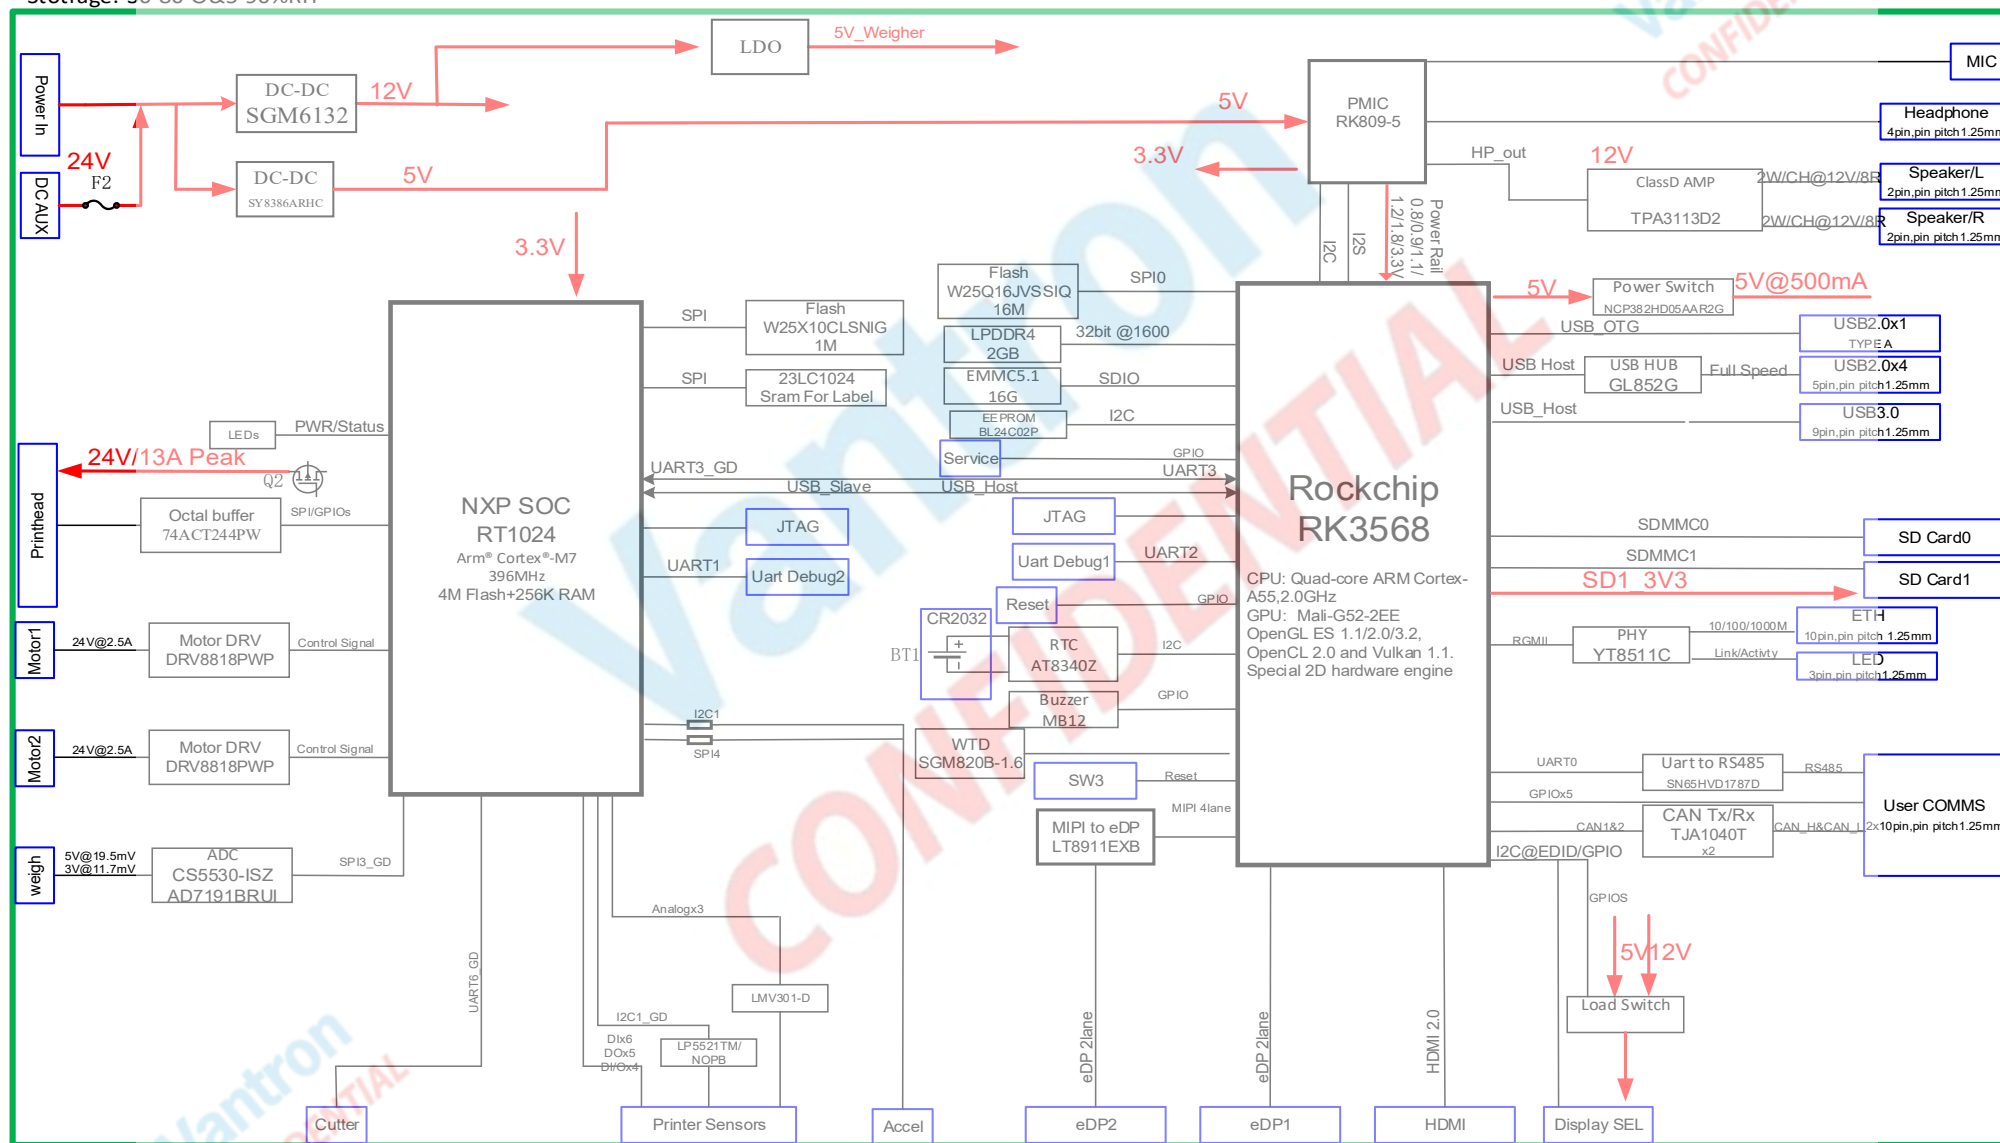 Power In
DC AUX
24V
F2
DC-DC
SGM6132
12V
LDO
5V_Weigher
DC-DC
SY8386ARHC
5V
5V
3.3V
3.3V
PMIC
RK809-5
MIC
Headphone
4pin,pin pitch1.25mm
HP_out
12V
ClassD AMP
TPA3113D2
2W/CH@12V/8R
2W/CH@12V/8R
Speaker/L
2pin,pin pitch1.25mm
Speaker/R
2pin,pin pitch1.25mm
I2C
I2S
Power Rail
0.8/0.9/1.1/
1.2/1.8/3.3V
NXP SOC
RT1024
Arm® Cortex®-M7
396MHz
4M Flash+256K RAM
SPI
Flash
W25X10CLSNIG
1M
SPI
23LC1024
Sram For Label
LEDs
PWR/Status
Printhead
24V/13A Peak
Q2
Octal buffer
74ACT244PW
SPI/GPIOs
Motor1
24V@2.5A
Motor DRV
DRV8818PWP
Control Signal
Motor2
24V@2.5A
Motor DRV
DRV8818PWP
Control Signal
weigh
5V@19.5mV
3V@11.7mV
ADC
CS5530-ISZ
AD7191BRUI
SPI3_GD
UART3_GD
UART3
USB_Slave
USB_Host
JTAG
UART1
Uart Debug2
I2C1
SPI4
Analogx3
LMV301-D
I2C1_GD
LP5521TM/
NOPB
DIx6
DOx5
DI/Ox4
UART6_GD
Cutter
Printer Sensors
Accel
Flash
W25Q16JVSSIQ
16M
SPI0
LPDDR4
2GB
32bit @1600
EMMC5.1
16G
SDIO
EEPROM
BL24C02P
I2C
Service
GPIO
JTAG
Uart Debug1
UART2
Reset
GPIO
CR2032
BT1
RTC
AT8340Z
I2C
Buzzer
MB12
GPIO
WTD
SGM820B-1.6
SW3
Reset
MIPI to eDP
LT8911EXB
MIPI 4lane
Rockchip
RK3568
CPU: Quad-core ARM Cortex-
A55,2.0GHz
GPU: Mali-G52-2EE
OpenGL ES 1.1/2.0/3.2,
OpenCL 2.0 and Vulkan 1.1.
Special 2D hardware engine
5V
Power Switch
NCP382HD05AAR2G
5V@500mA
USB_OTG
USB2.0x1
TYPE A
USB Host
USB HUB
GL852G
Full Speed
USB2.0x4
5pin,pin pitch1.25mm
USB_Host
USB3.0
9pin,pin pitch1.25mm
SDMMC0
SD Card0
SDMMC1
SD1_3V3
SD Card1
RGMII
PHY
YT8511C
10/100/1000M
Link/Activty
ETH
10pin,pin pitch 1.25mm
LED
3pin,pin pitch1.25mm
UART0
Uart to RS485
SN65HVD1787D
RS485
GPIOx5
CAN1&2
CAN Tx/Rx
TJA1040T
x2
CAN_H&CAN_L
User COMMS
2x10pin,pin pitch1.25mm
I2C@EDID/GPIO
GPIOS
5V
12V
Load Switch
eDP 2lane
eDP 2lane
HDMI 2.0
eDP2
eDP1
HDMI
Display SEL
Vantron
CONFIDENTIAL
Vantron